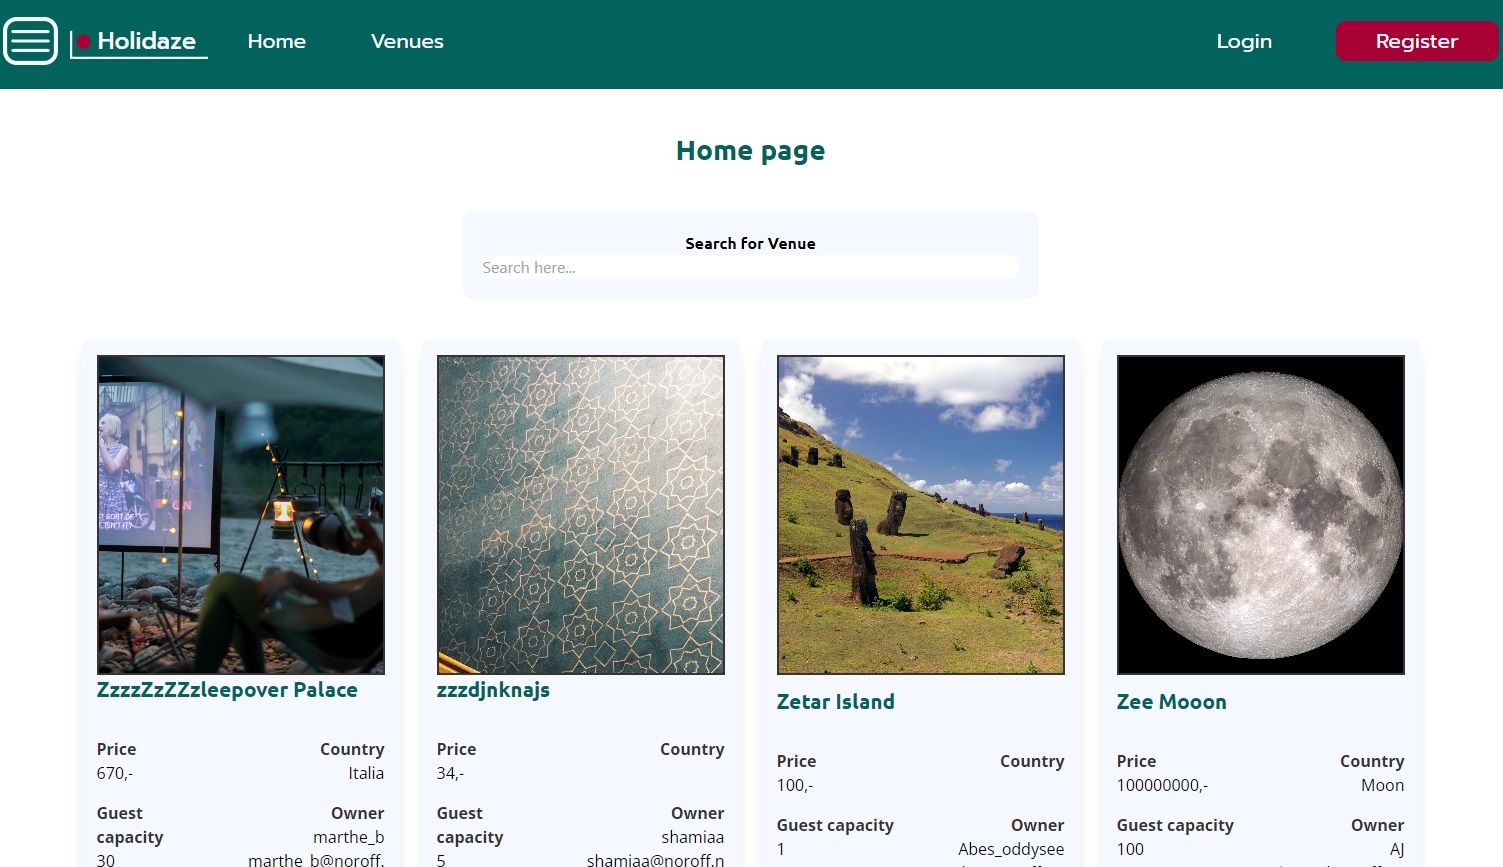 Holidaze Home Venues Login Register
Home page
Search for Venue
Search here...
ZzzzZzZZzleepover Palace
Price Country
670,- Italia
Guest capacity Owner
30 marthe_b
marthe_b@noroff.
zzzdjnknajs
Price Country
34,-
Guest capacity Owner
5 shamiaa
shamiaa@noroff.n
Zetar Island
Price Country
100,-
Guest capacity Owner
1 Abes_oddysee
Zee Mooon
Price Country
100000000,- Moon
Guest capacity Owner
100 AJ